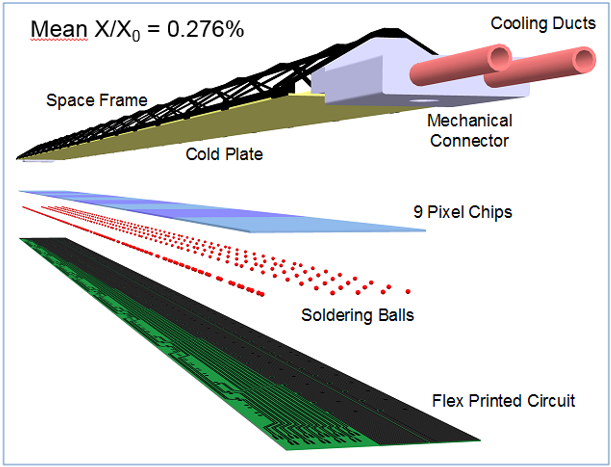 Mean X/X0 = 0.276%
Cooling Ducts
Space Frame
Mechanical
Connector
Cold Plate
9 Pixel Chips
Soldering Balls
Flex Printed Circuit